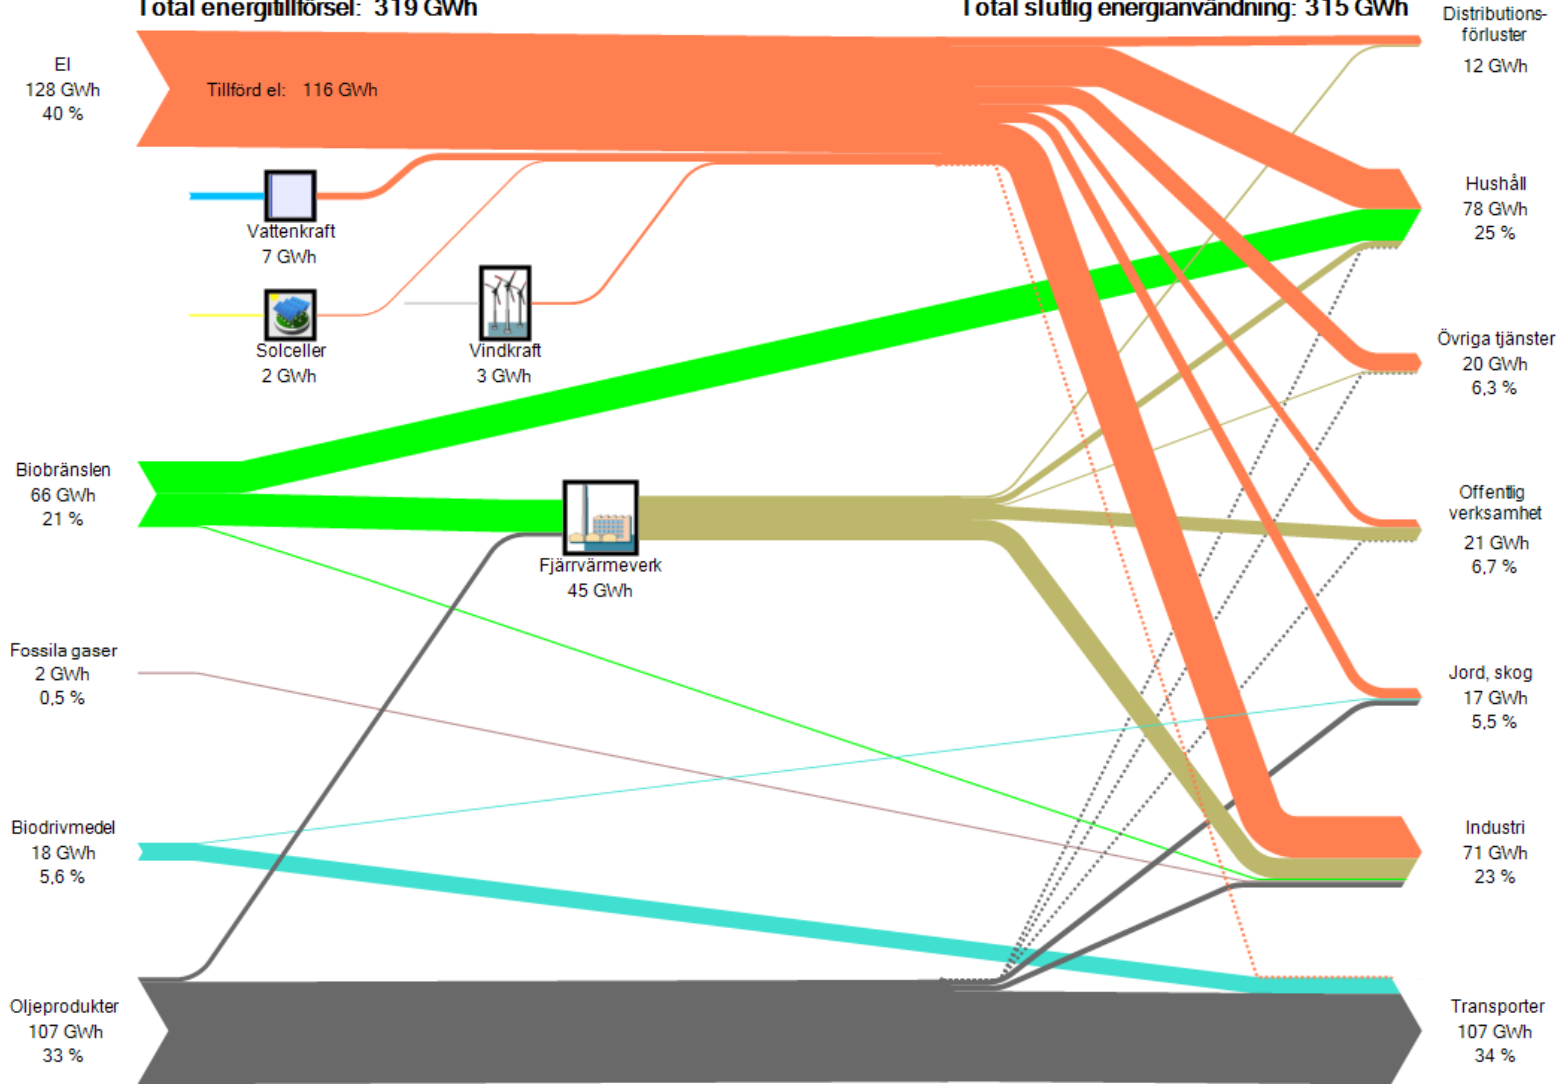 Total energitillförsel: 319 GWh
Total slutlig energianvändning: 315 GWh
El
128 GWh
40 %
Tillförd el: 116 GWh
Vattenkraft
7 GWh
Solceller
2 GWh
Vindkraft
3 GWh
Biobränslen
66 GWh
21 %
Fjärrvärmeverk
45 GWh
Fossila gaser
2 GWh
0,5 %
Biodrivmedel
18 GWh
5,6 %
Oljeprodukter
107 GWh
33 %
Distributions-
förluster
12 GWh
Hushåll
78 GWh
25 %
Övriga tjänster
20 GWh
6,3 %
Offentlig
verksamhet
21 GWh
6,7 %
Jord, skog
17 GWh
5,5 %
Industri
71 GWh
23 %
Transporter
107 GWh
34 %